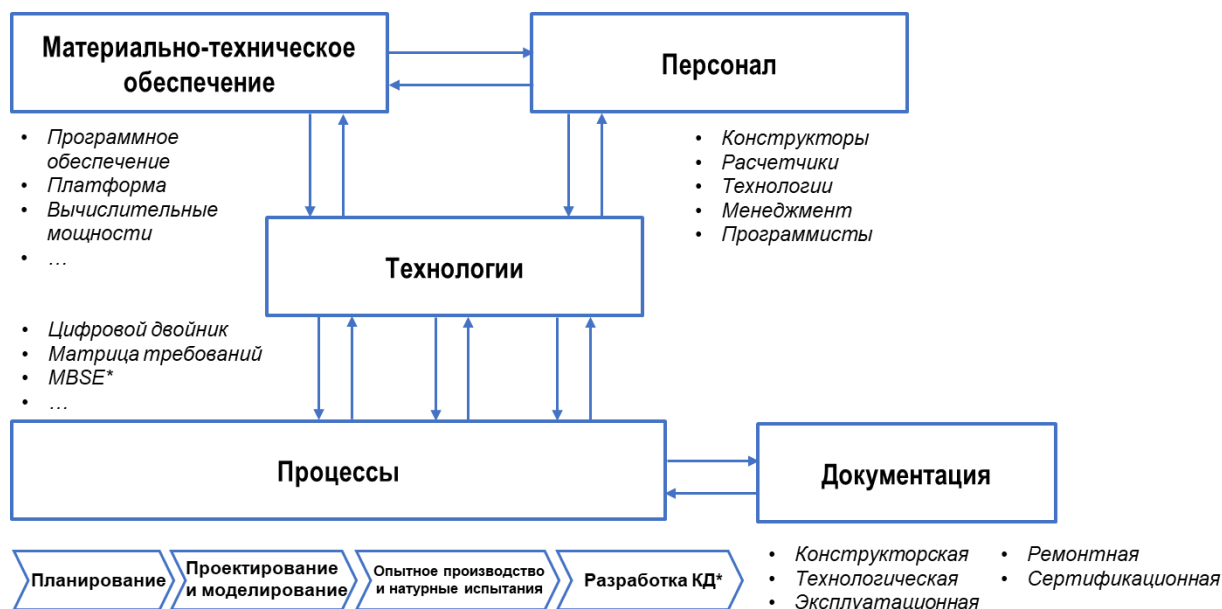 Материально-техническое
обеспечение
Персонал
• Программное
обеспечение
• Платформа
• Вычислительные
мощности
• …
• Конструкторы
• Расчетчики
• Технологии
• Менеджмент
• Программисты
Технологии
• Цифровой двойник
• Матрица требований
• MBSE*
• …
Процессы
Документация
Планирование
Проектирование
и моделирование
Опытное производство
и натурные испытания
Разработка КД*
• Конструкторская
• Технологическая
• Эксплуатационная
• Ремонтная
• Сертификационная